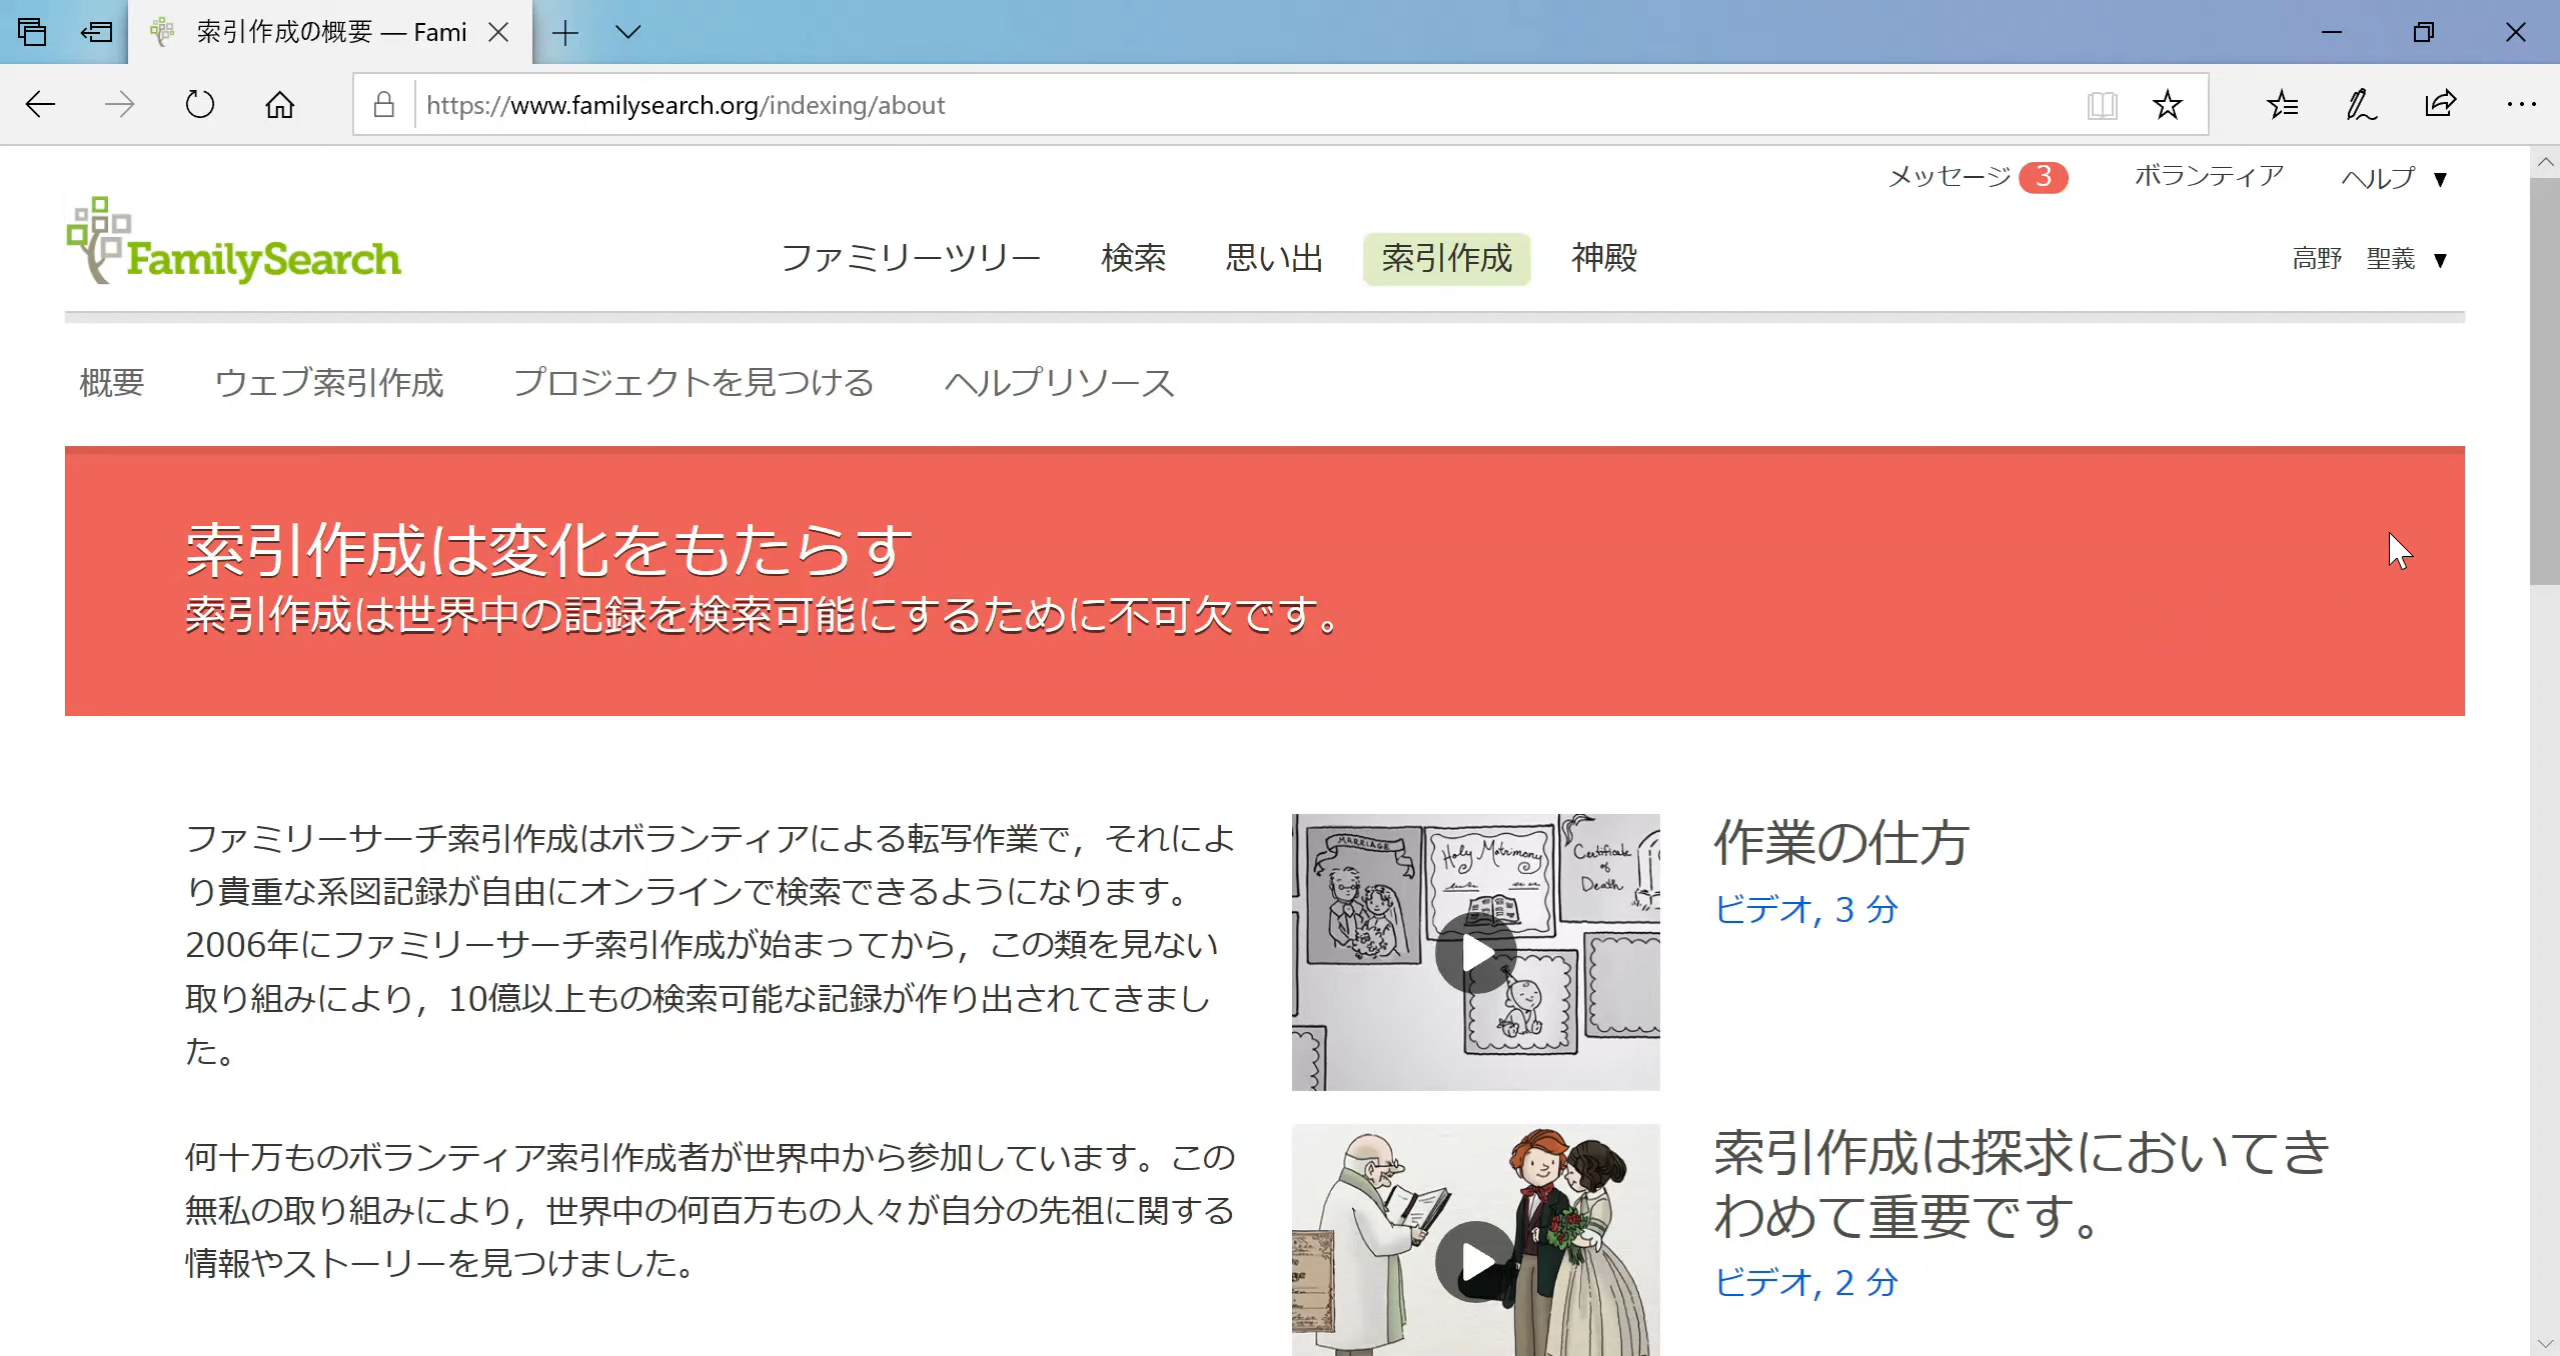 索引作成の概要 — Fami
https://www.familysearch.org/indexing/about
メッセージ 3 ボランティア ヘルプ ▼
FamilySearch
ファミリーツリー 検索 思い出 索引作成 神殿
高野 聖義 ▼
概要 ウェブ索引作成 プロジェクトを見つける ヘルプリソース
索引作成は変化をもたらす
索引作成は世界中の記録を検索可能にするために不可欠です。
ファミリーサーチ索引作成はボランティアによる転写作業で，それによ
り貴重な系図記録が自由にオンラインで検索できるようになります。
2006年にファミリーサーチ索引作成が始まってから，この類を見ない
取り組みにより，10億以上もの検索可能な記録が作り出されてきまし
た。
何十万ものボランティア索引作成者が世界中から参加しています。この
無私の取り組みにより，世界中の何百万もの人々が自分の先祖に関する
情報やストーリーを見つけました。
MARRIAGE
Holy Matrimony
Certificate
of
Death
作業の仕方
ビデオ, 3 分
索引作成は探求においてき
わめて重要です。
ビデオ, 2 分